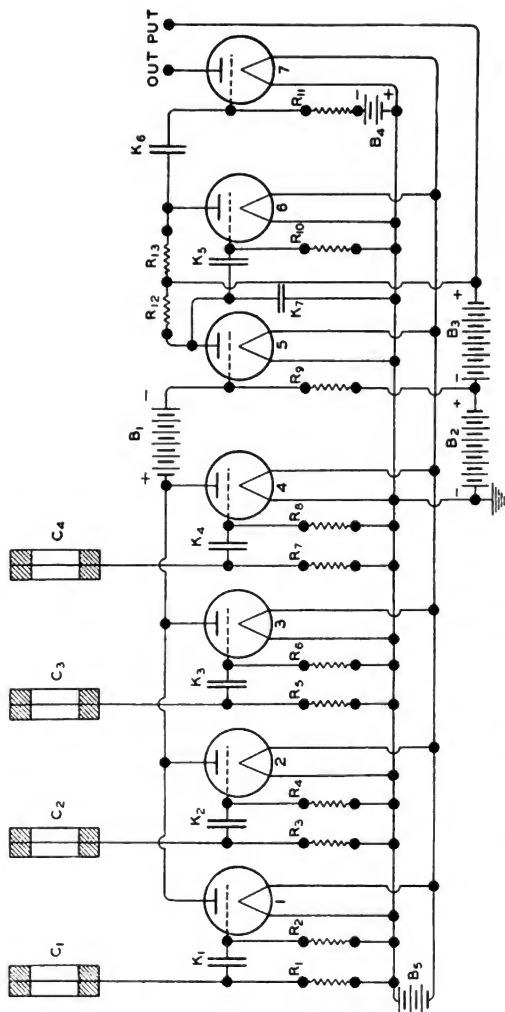 C1
C2
C3
C4
B1
+
-
OUT PUT
K1
K2
K3
K4
K5
K6
K7
R12
R13
1
2
3
4
5
6
7
R1
R2
R3
R4
R5
R6
R7
R8
R9
R10
R11
-
B4
+
B5
-
B2
+
-
B3
+